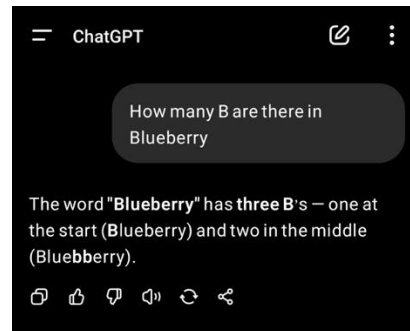 ChatGPT
How many B are there in
Blueberry
The word "Blueberry" has three B's — one at
the start (Blueberry) and two in the middle
(Bluebberry).